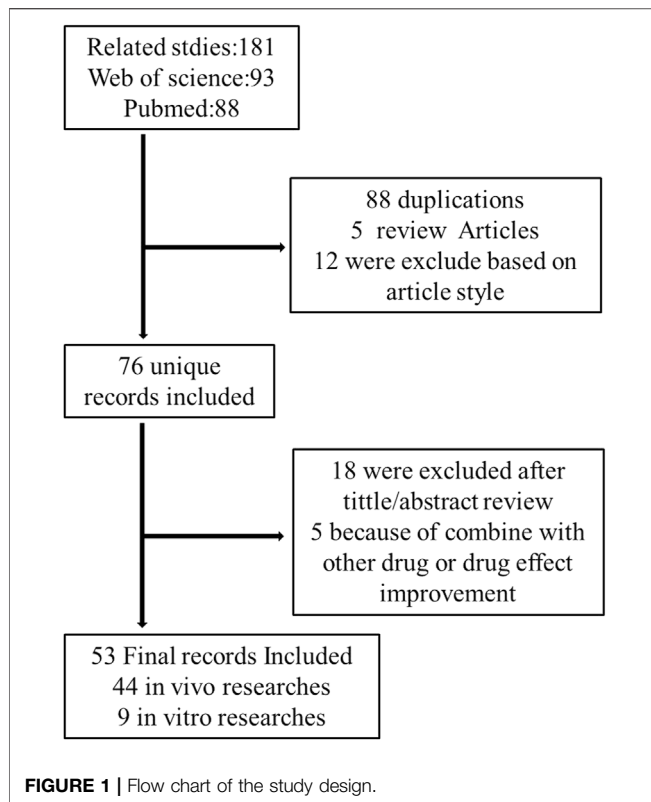 Related stdies:181
Web of science:93
Pubmed:88
88 duplications
5 review Articles
12 were exclude based on
article style
76 unique
records included
18 were excluded after
tittle/abstract review
5 because of combine with
other drug or drug effect
improvement
53 Final records Included
44 in vivo researches
9 in vitro researches
FIGURE 1 | Flow chart of the study design.